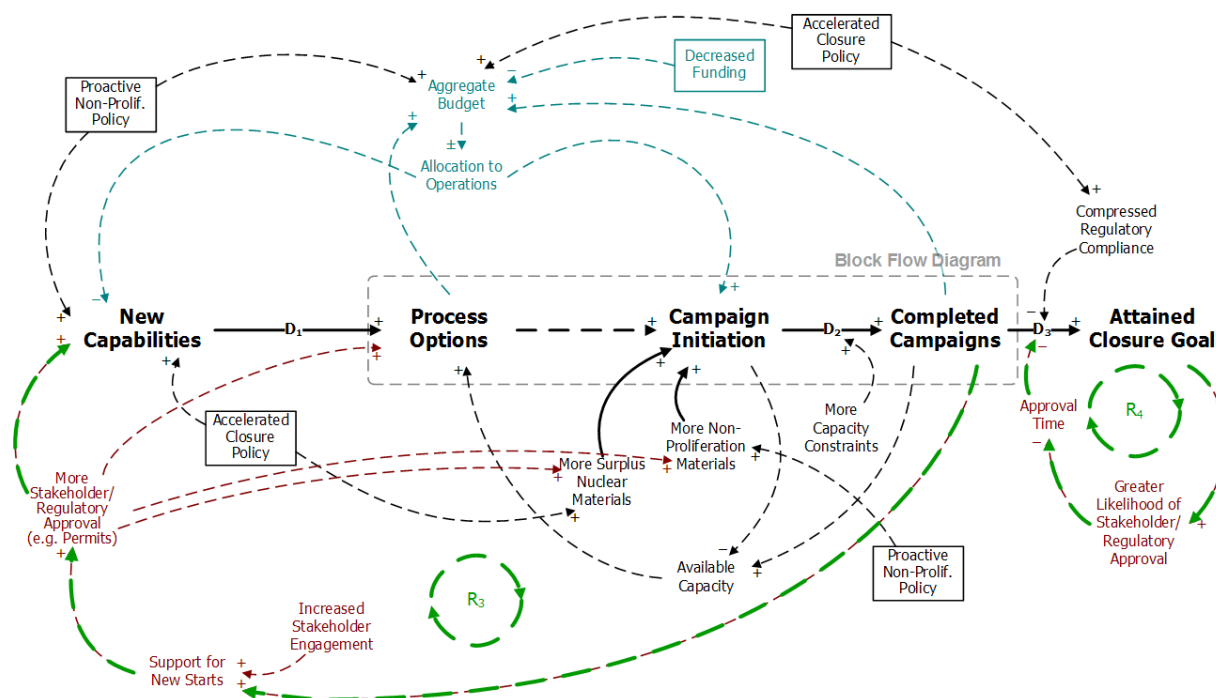 Accelerated
Closure
Policy
Decreased
Funding
Proactive
Non-Prolif.
Policy
Aggregate
Budget
Allocation to
Operations
Compressed
Regulatory
Compliance
Block Flow Diagram
New
Capabilities
D₁
Process
Options
Campaign
Initiation
D₂
Completed
Campaigns
D₃
Attained
Closure Goal
Accelerated
Closure
Policy
More Surplus
Nuclear
Materials
More Non-
Proliferation
Materials
More
Capacity
Constraints
Approval
Time
R₄
More
Stakeholder/
Regulatory
Approval
(e.g. Permits)
Greater
Likelihood of
Stakeholder/
Regulatory
Approval
Available
Capacity
Proactive
Non-Prolif.
Policy
R₃
Increased
Stakeholder
Engagement
Support for
New Starts